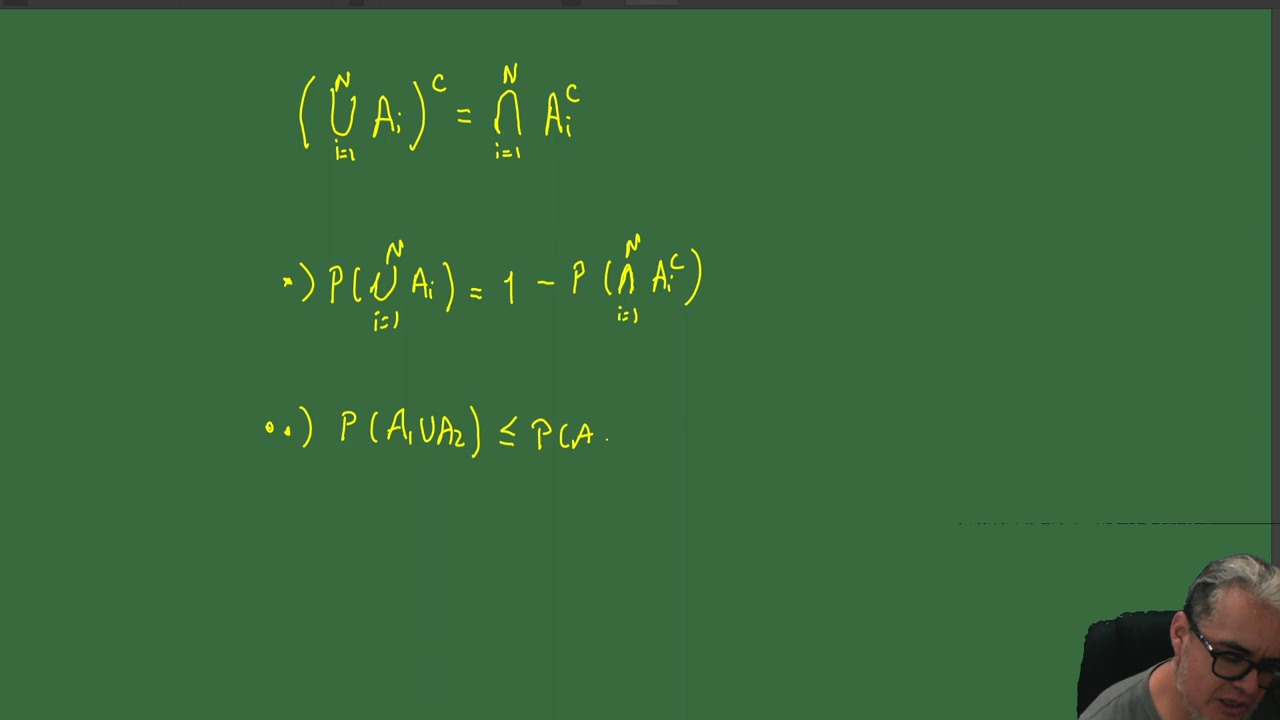 (⋃_{i=1}^{N} A_i)^C = ⋂_{i=1}^{N} A_i^C
•) P(⋃_{i=1}^{N} A_i) = 1 - P(⋂_{i=1}^{N} A_i^C)
••) P(A_1 ∪ A_2) ≤ P(A